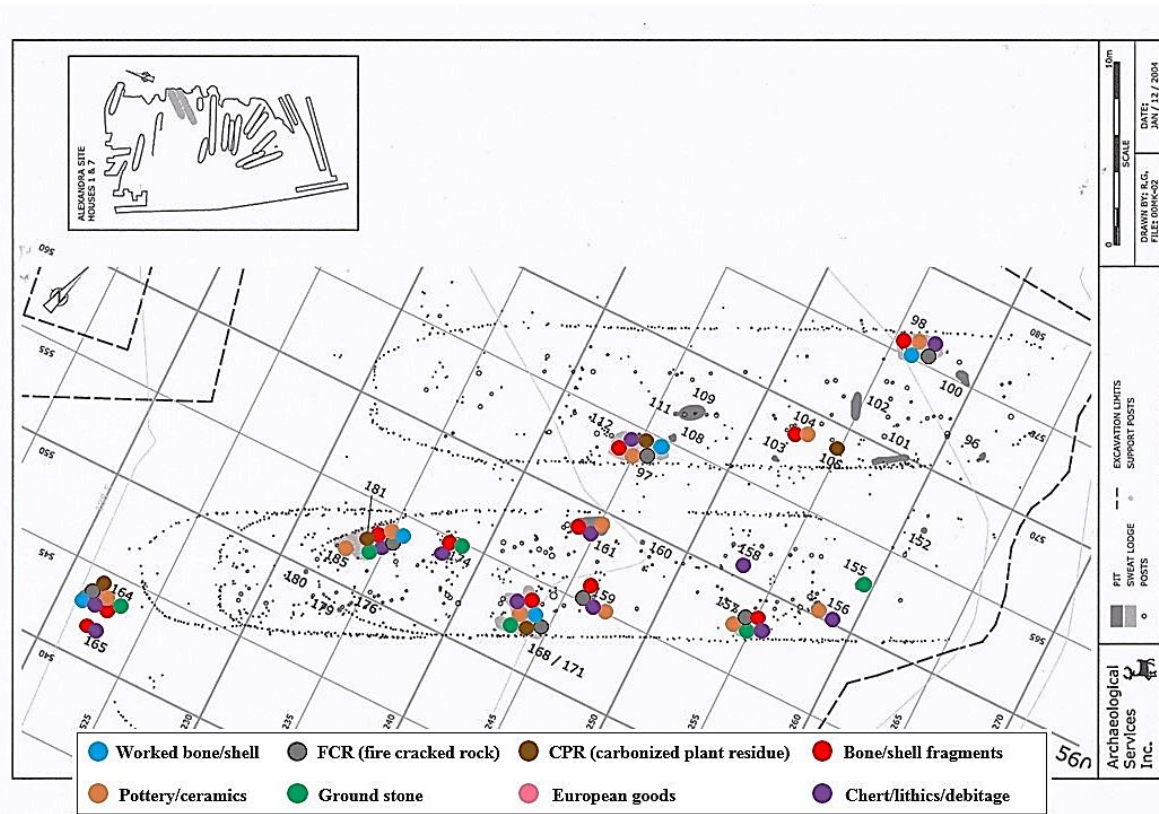 ALEXANDRA SITE
HOUSES 1 & 7
560
555
550
545
540
525
230
235
240
245
250
255
260
265
270
560
565
570
575
580
98
100
102
109
111
112
108
104
103
105
101
96
97
181
185
174
161
160
152
158
155
180
179
176
164
165
159
157
156
168 / 171
10m
0
SCALE
DATE:
JAN / 12 / 2004
DRAWN BY: R.G.
FILE: 00MK-02
EXCAVATION LIMITS
SUPPORT POSTS
PIT
SWEAT LODGE
POSTS
Archaeological
Services
Inc.
Worked bone/shell
FCR (fire cracked rock)
CPR (carbonized plant residue)
Bone/shell fragments
Pottery/ceramics
Ground stone
European goods
Chert/lithics/debitage